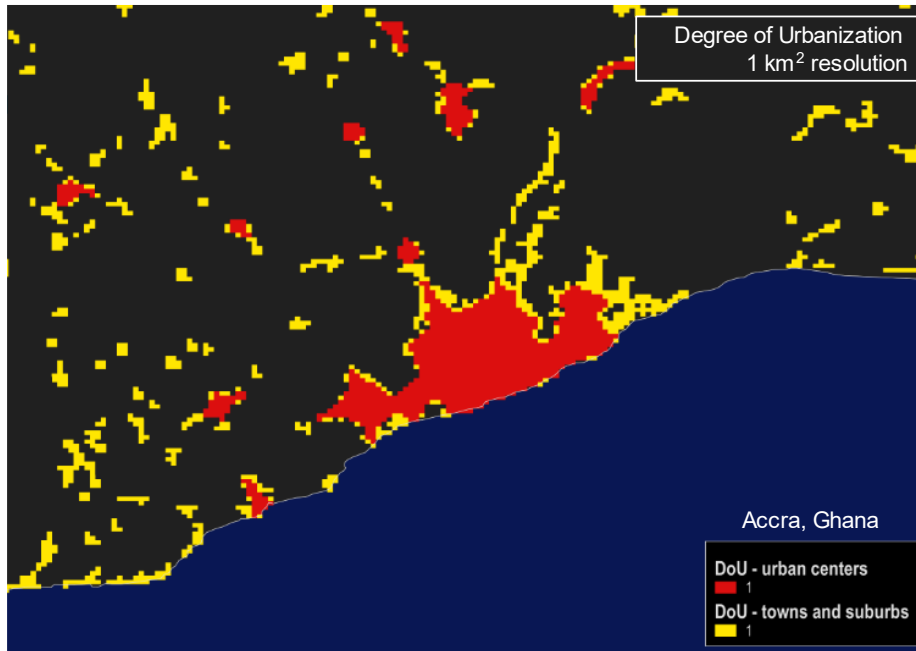 Degree of Urbanization
1 km² resolution
Accra, Ghana
DoU - urban centers
1
DoU - towns and suburbs
1